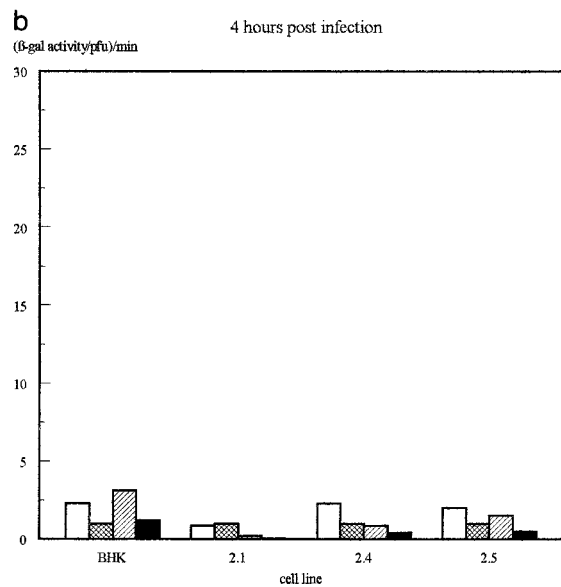 b
4 hours post infection
(ß-gal activity/pfu)/min
30
25
20
15
10
5
0
BHK 2.1 2.4 2.5
cell line